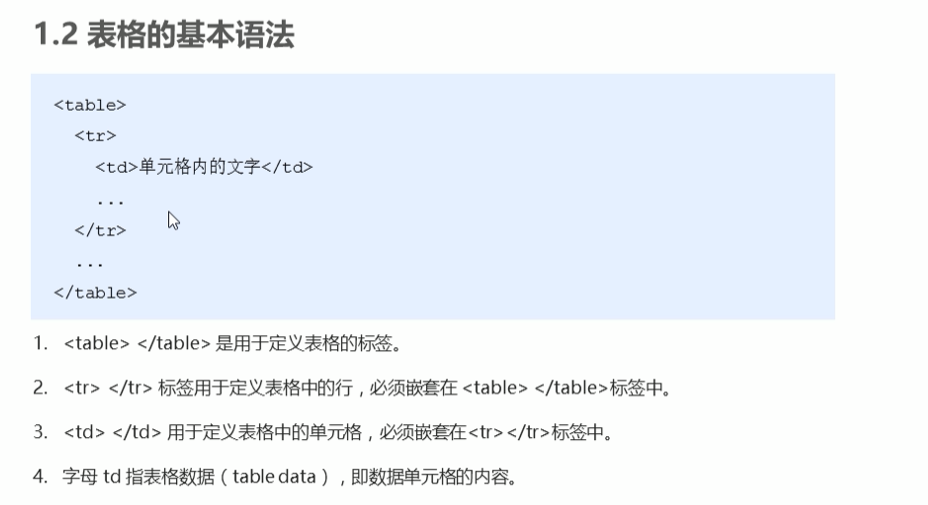 1.2 表格的基本语法
<table>
<tr>
<td>单元格内的文字</td>
...
</tr>
...
</table>
1. <table> </table> 是用于定义表格的标签。
2. <tr> </tr> 标签用于定义表格中的行，必须嵌套在 <table> </table>标签中。
3. <td> </td> 用于定义表格中的单元格，必须嵌套在<tr></tr>标签中。
4. 字母 td 指表格数据（table data），即数据单元格的内容。